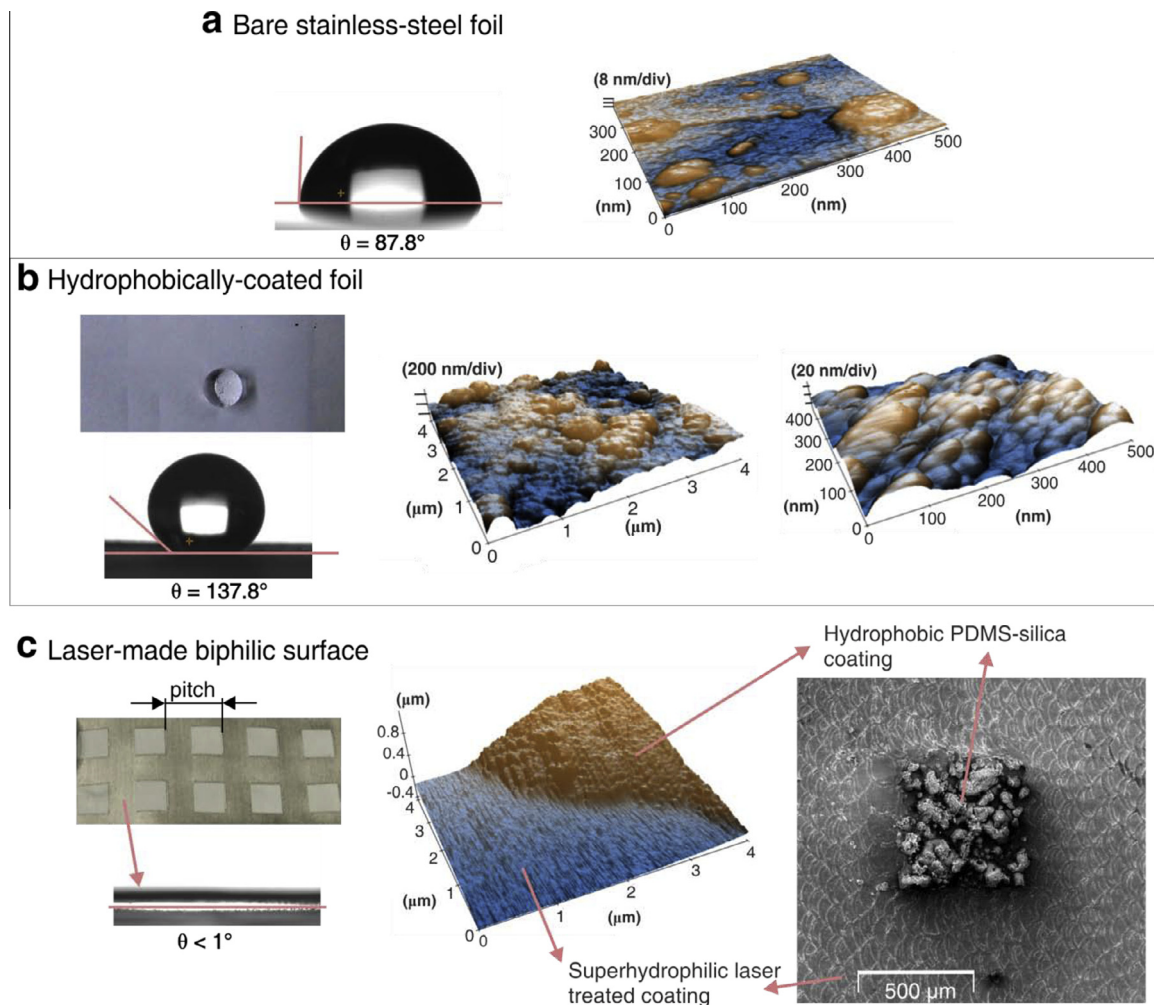 a Bare stainless-steel foil
(8 nm/div)
300
200
100
(nm)
0
0
100
200
300
400
500
(nm)
θ = 87.8°
b Hydrophobically-coated foil
(200 nm/div)
4
3
2
1
(μm)
0
0
1
2
3
4
(μm)
(20 nm/div)
400
300
200
100
(nm)
0
0
100
200
300
400
500
(nm)
θ = 137.8°
c Laser-made biphilic surface
pitch
Hydrophobic PDMS-silica
coating
(μm)
0.8
0.4
0
-0.4
4
3
2
1
(μm)
0
0
1
2
3
4
(μm)
θ < 1°
Superhydrophilic laser
treated coating
500 μm